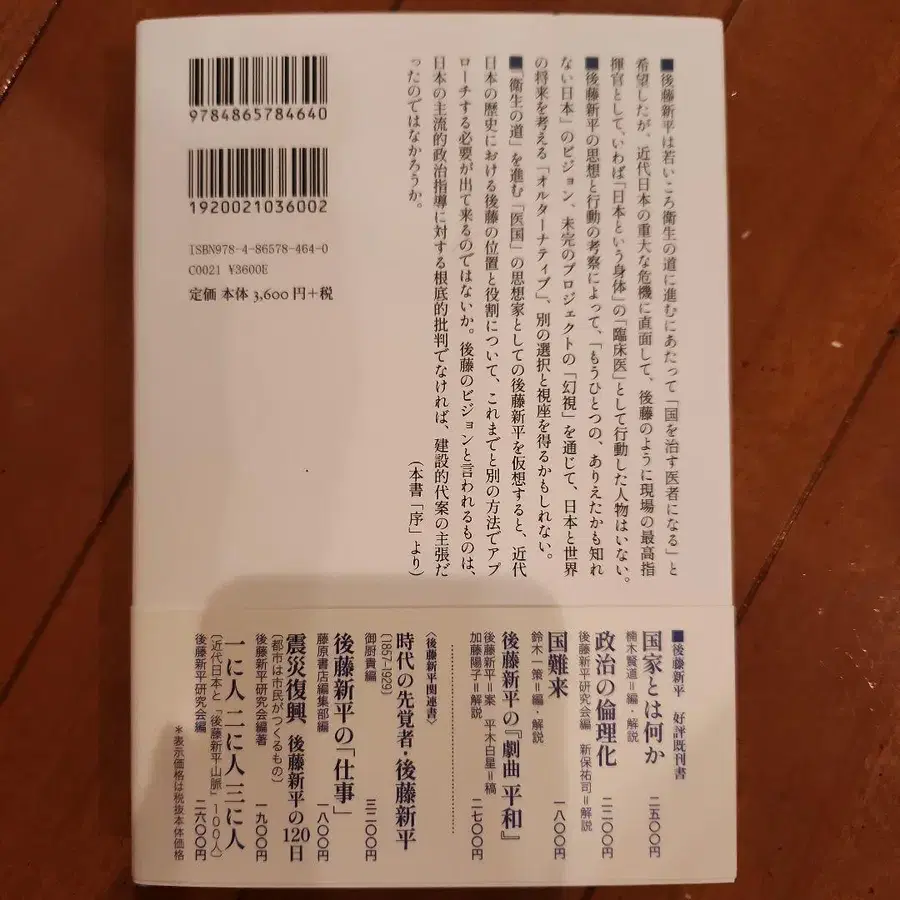 ■後藤新平は若いころ衛生の道に進むにあたって「国を治す医者になる」と
希望したが、近代日本の重大な危機に直面して、後藤のように現場の最高指
揮官として、いわば「日本という身体」の「臨床医」として行動した人物はいない。
■後藤新平の思想と行動の考察によって、「もうひとつの、ありえたかも知れ
ない日本」のビジョン、未完のプロジェクトの「幻視」を通じて、日本と世界
の将来を考える「オルターナティブ」、別の選択と視座を得るかもしれない。
■「衛生の道」を進む「医国」の思想家としての後藤新平を仮想すると、近代
日本の歴史における後藤の位置と役割について、これまでと別の方法でアプ
ローチする必要が出て来るのではないか。後藤のビジョンと言われるものは、
日本の主流的政治指導に対する根底的批判でなければ、建設的代案の主張だ
ったのではなかろうか。
（本書「序」より）
9784865784640
1920021036002
ISBN978-4-86578-464-0
C0021 ¥3600E
定価 本体 3,600円+税
■後藤新平 好評既刊書
国家とは何か
楠木賢道＝編・解説 二五〇〇円
政治の倫理化
後藤新平研究会編 新保祐司＝解説 二二〇〇円
国難来
鈴木一策＝編・解説 一八〇〇円
後藤新平の『劇曲 平和』
後藤新平＝案 平木白星＝稿
加藤陽子＝解説 二七〇〇円
〈後藤新平関連書〉
時代の先覚者・後藤新平
(1857-1929)
御厨貴編 三二〇〇円
後藤新平の「仕事」
藤原書店編集部編 一八〇〇円
震災復興 後藤新平の120日
〔都市は市民がつくるもの〕
後藤新平研究会編著 一九〇〇円
一に人二に人三に人
〔近代日本と「後藤新平山脈」100人〕
後藤新平研究会編 二六〇〇円
＊表示価格は税抜本体価格